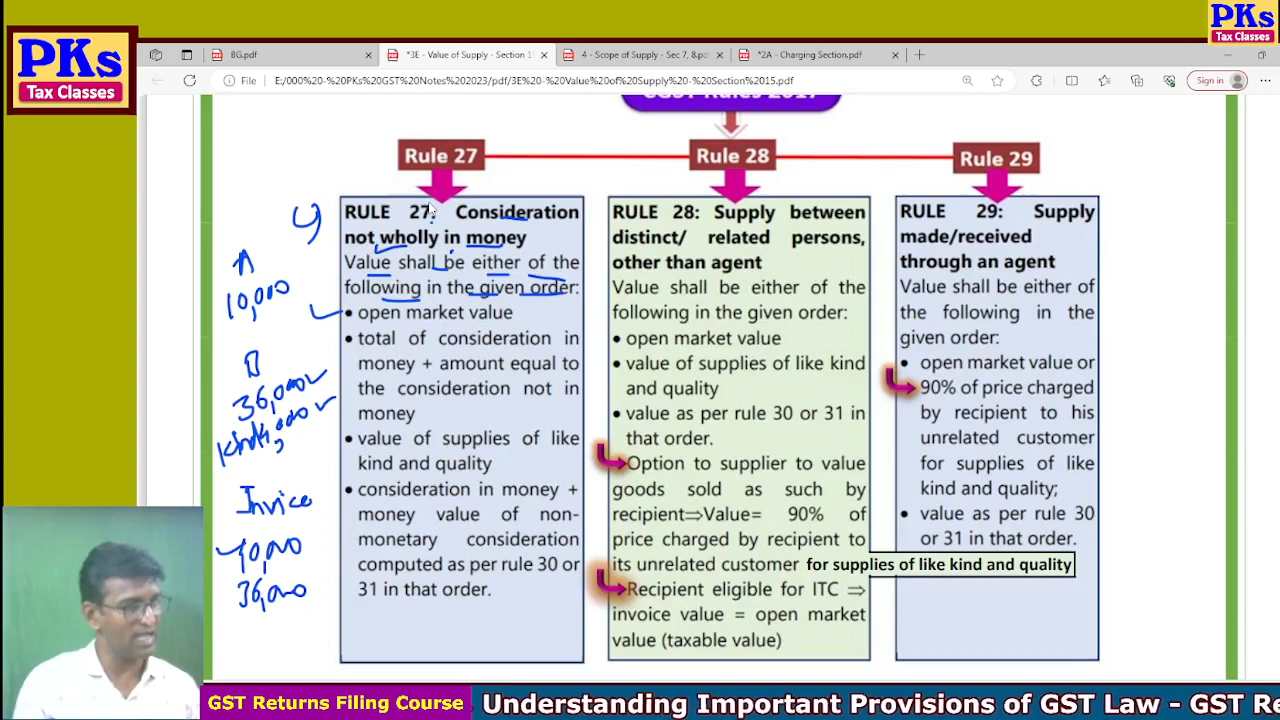 PKs
Tax Classes
PKs
Tax Classes
BG.pdf
*3E - Value of Supply - Section 1
4 - Scope of Supply - Sec 7, 8.pdf
*2A - Charging Section.pdf
File
E:/000%20-%20PKs%20GST%20Notes%202023/pdf/3E%20-%20Value%20of%20Supply%20-%20Section%2015.pdf
Sign in
CGST Rules 2017
Rule 27
Rule 28
Rule 29
RULE 27: Consideration
not wholly in money
Value shall be either of the
following in the given order:
• open market value
• total of consideration in
money + amount equal to
the consideration not in
money
• value of supplies of like
kind and quality
• consideration in money +
money value of non-
monetary consideration
computed as per rule 30 or
31 in that order.
RULE 28: Supply between
distinct/ related persons,
other than agent
Value shall be either of the
following in the given order:
• open market value
• value of supplies of like kind
and quality
• value as per rule 30 or 31 in
that order.
Option to supplier to value
goods sold as such by
recipient⇒Value= 90% of
price charged by recipient to
its unrelated customer for supplies of like kind and quality
Recipient eligible for ITC ⇒
invoice value = open market
value (taxable value)
RULE 29: Supply
made/received
through an agent
Value shall be either of
the following in the
given order:
• open market value or
90% of price charged
by recipient to his
unrelated customer
for supplies of like
kind and quality;
• value as per rule 30
or 31 in that order.
A
10,000
B
36,000
Invoice
40,000
36,000
GST Returns Filing Course
Understanding Important Provisions of GST Law - GST Re